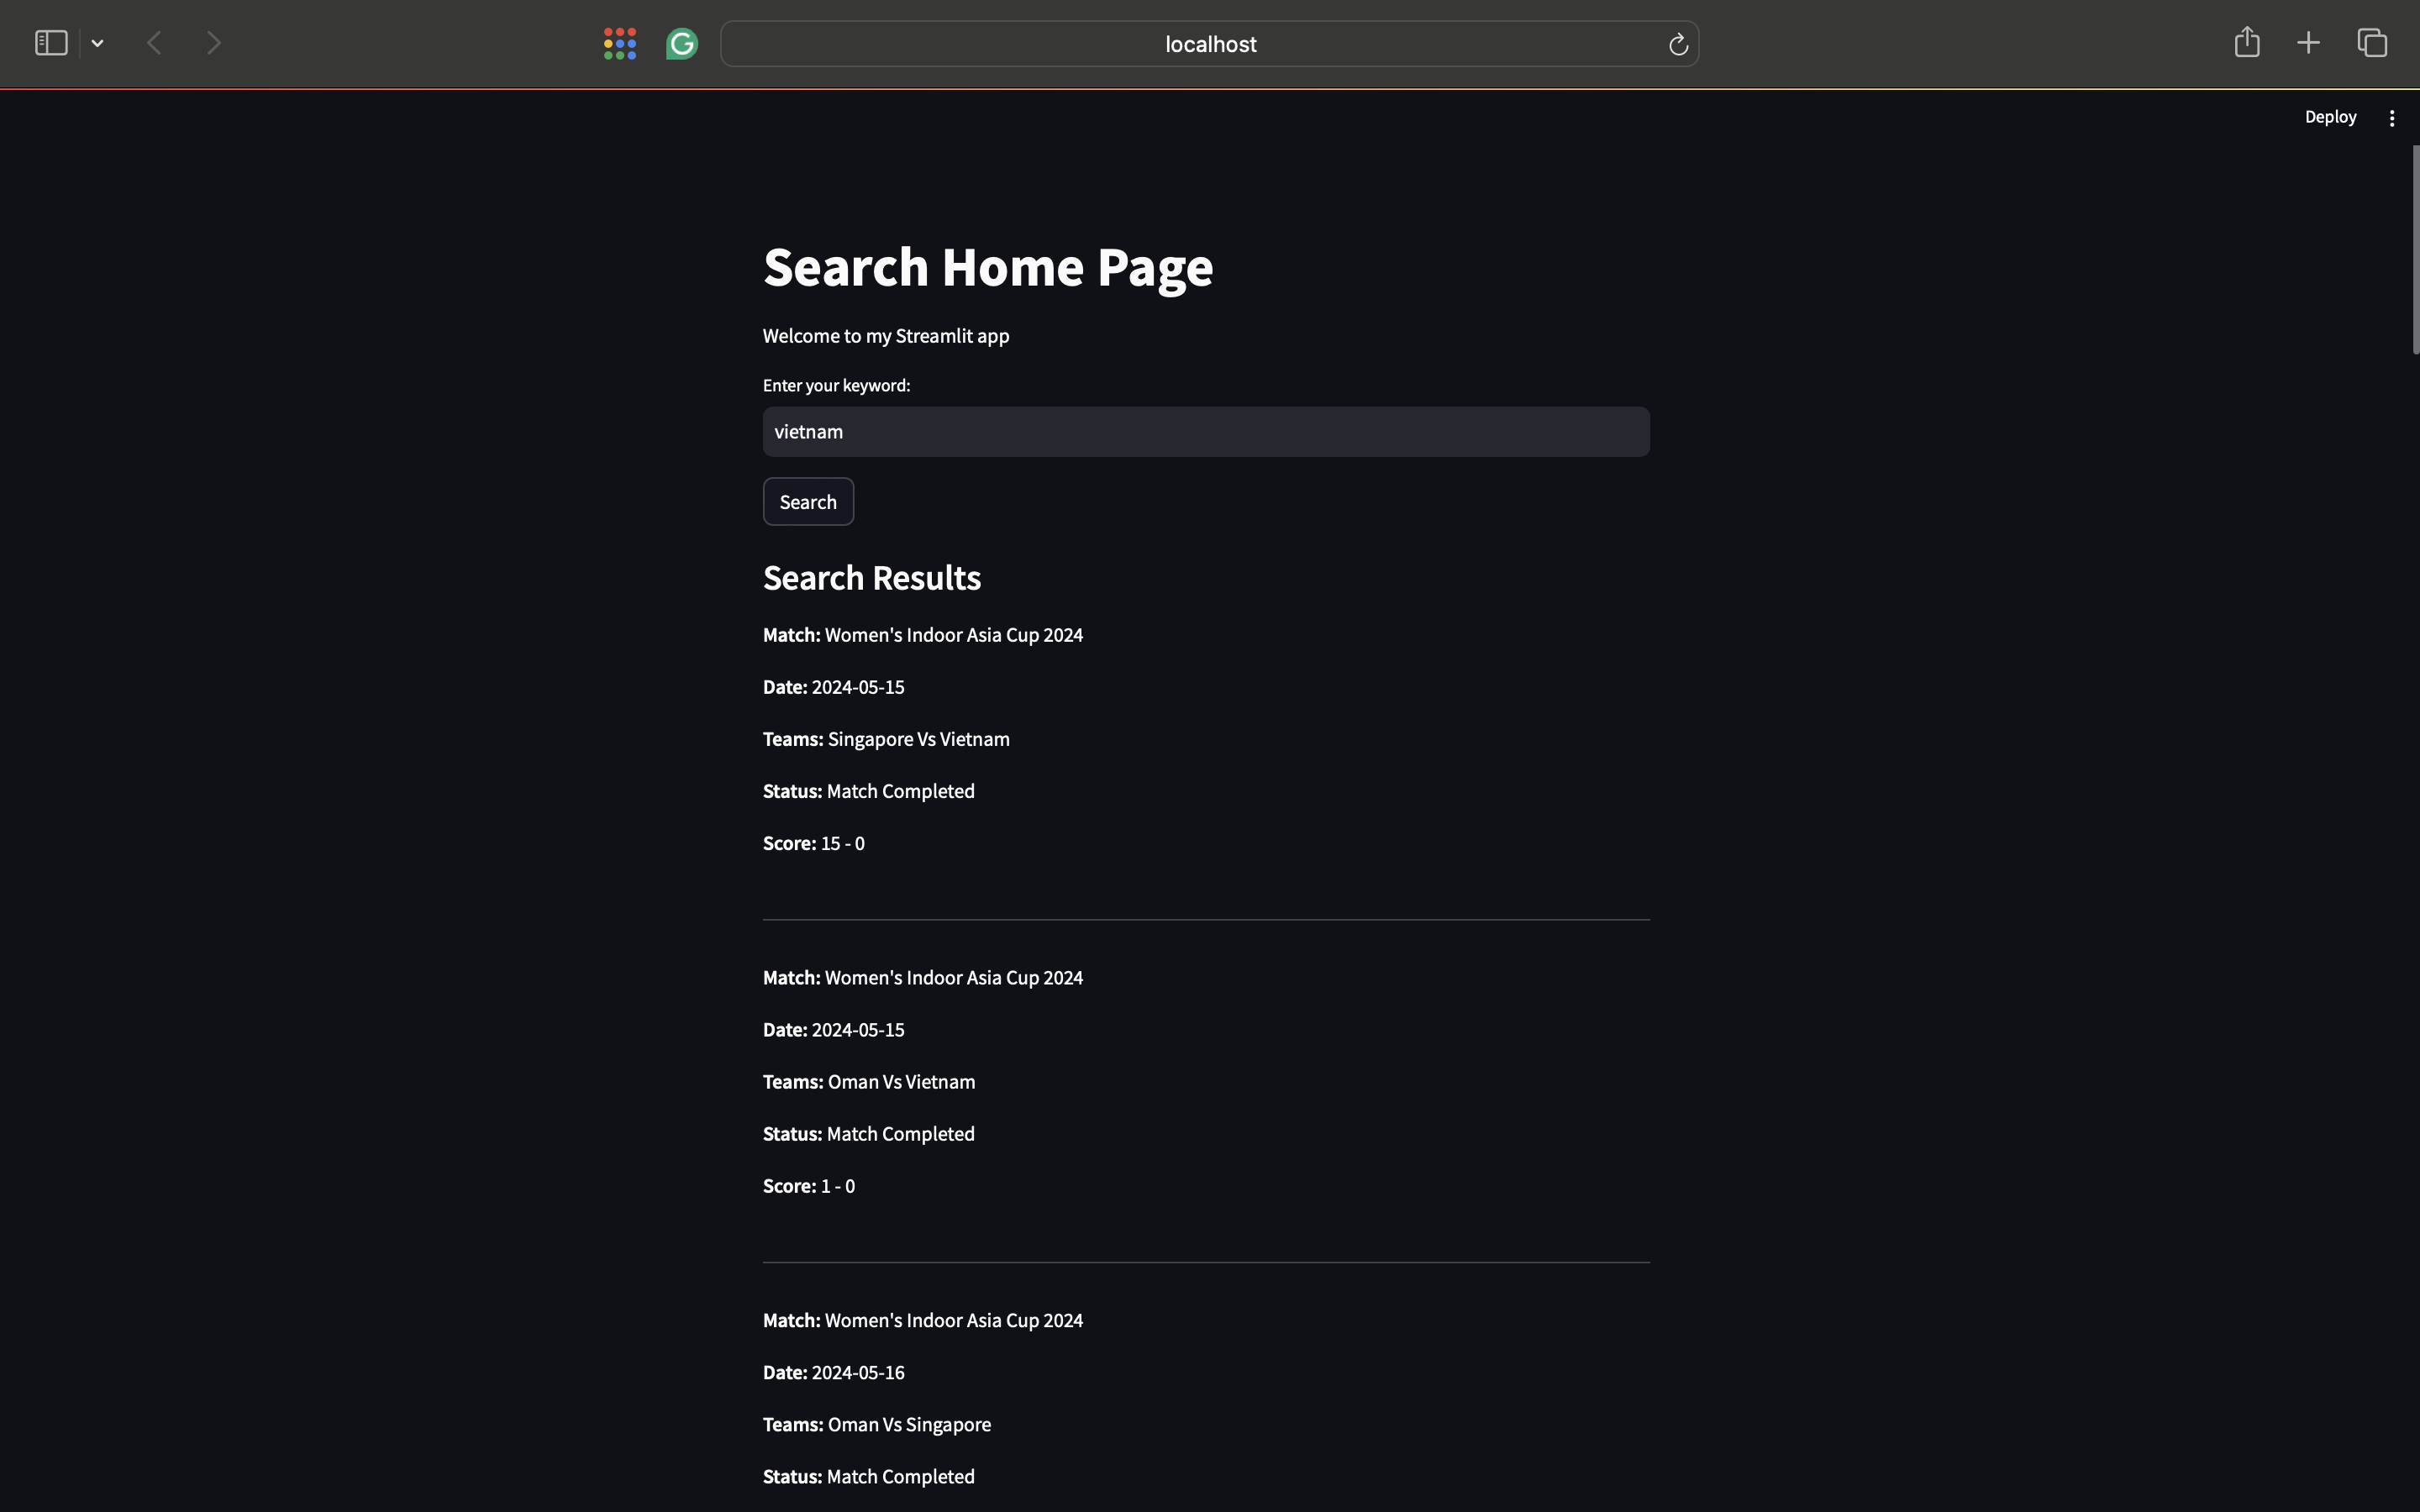 localhost
Deploy
Search Home Page
Welcome to my Streamlit app
Enter your keyword:
vietnam
Search
Search Results
Match: Women's Indoor Asia Cup 2024
Date: 2024-05-15
Teams: Singapore Vs Vietnam
Status: Match Completed
Score: 15 - 0
Match: Women's Indoor Asia Cup 2024
Date: 2024-05-15
Teams: Oman Vs Vietnam
Status: Match Completed
Score: 1 - 0
Match: Women's Indoor Asia Cup 2024
Date: 2024-05-16
Teams: Oman Vs Singapore
Status: Match Completed